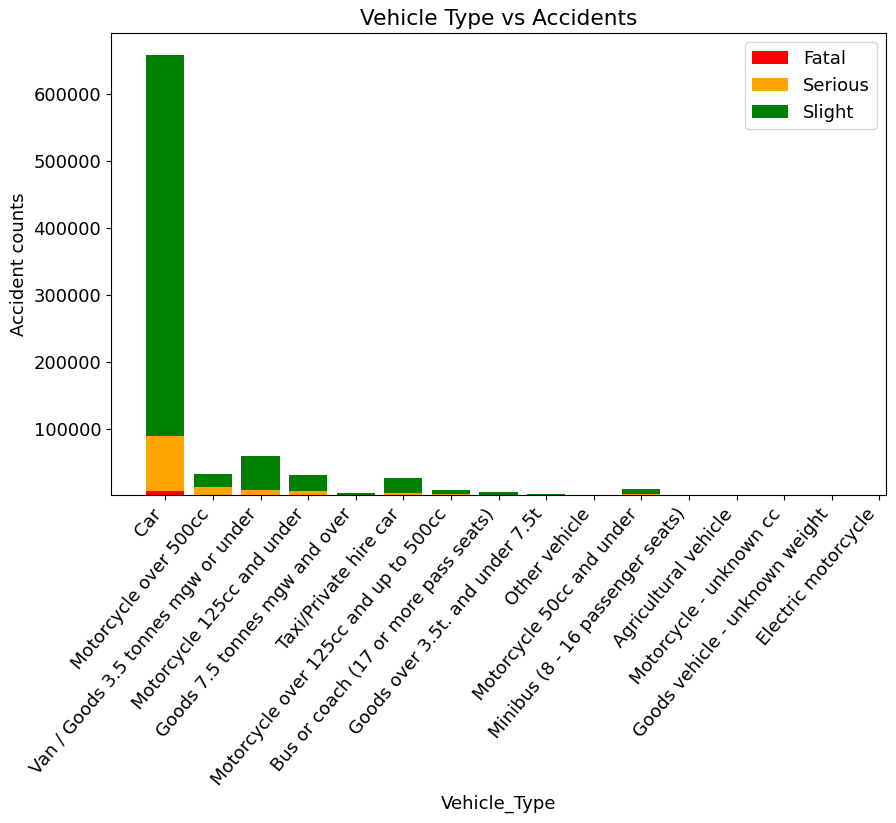 Vehicle Type vs Accidents
Fatal
Serious
Slight
Accident counts
600000
500000
400000
300000
200000
100000
Car
Motorcycle over 500cc
Van / Goods 3.5 tonnes mgw or under
Motorcycle 125cc and under
Goods 7.5 tonnes mgw and over
Taxi/Private hire car
Motorcycle over 125cc and up to 500cc
Bus or coach (17 or more pass seats)
Goods over 3.5t. and under 7.5t
Other vehicle
Motorcycle 50cc and under
Minibus (8 - 16 passenger seats)
Agricultural vehicle
Motorcycle - unknown cc
Goods vehicle - unknown weight
Electric motorcycle
Vehicle_Type